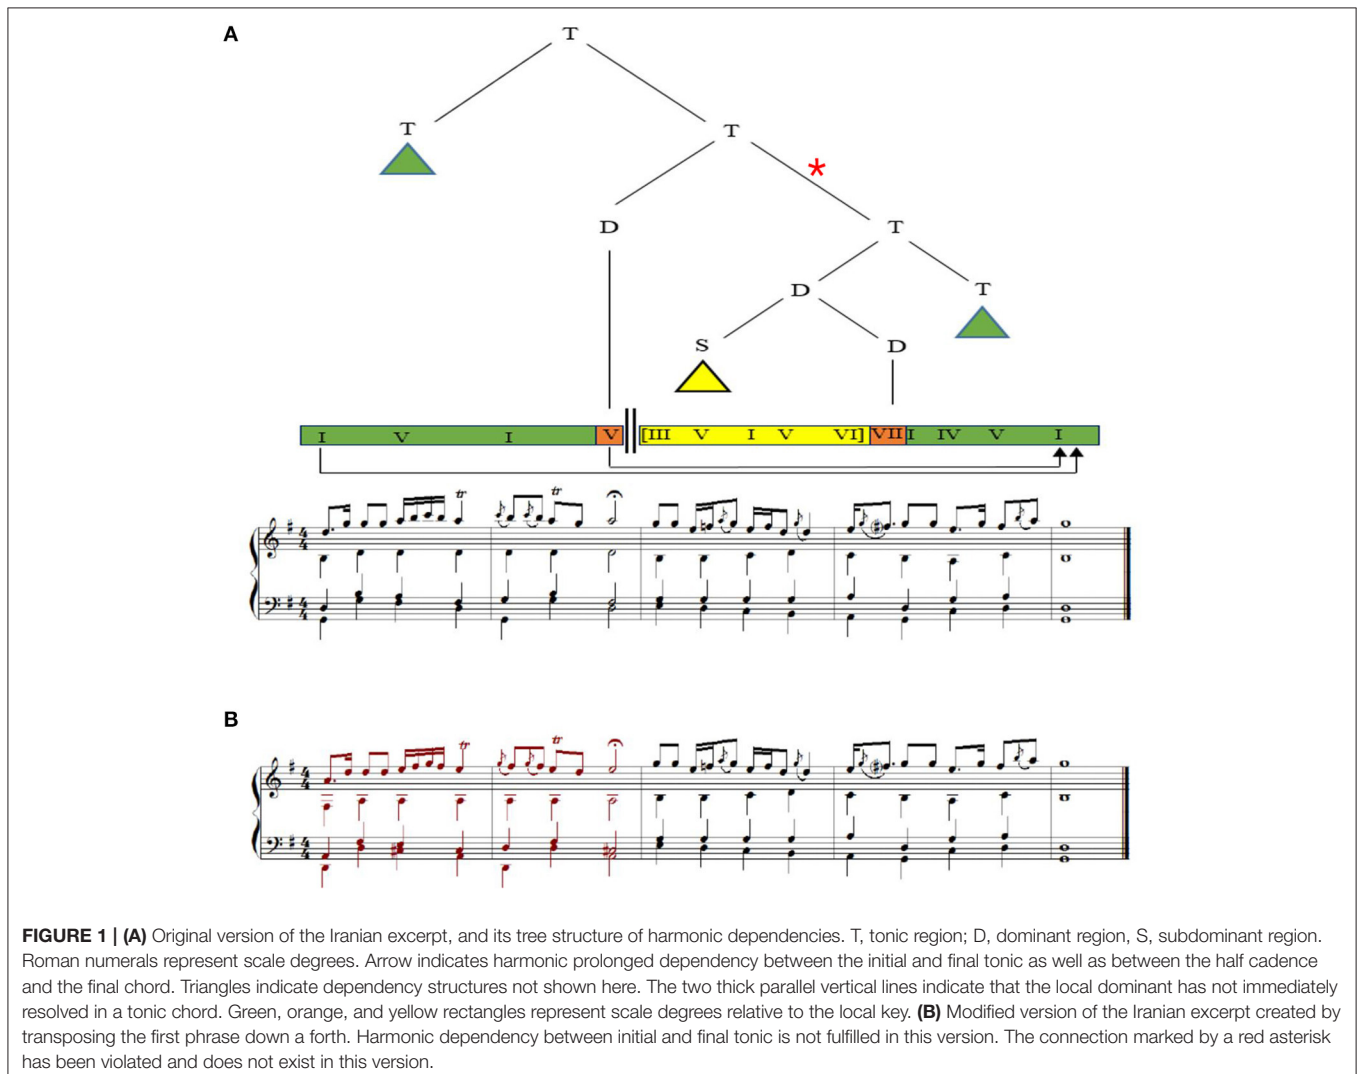 A
T
T
T
*
D
T
D
T
S
D
I V I V [III V I V VI] VII I IV V I
tr
tr
B
tr
tr
FIGURE 1 | (A) Original version of the Iranian excerpt, and its tree structure of harmonic dependencies. T, tonic region; D, dominant region, S, subdominant region.
Roman numerals represent scale degrees. Arrow indicates harmonic prolonged dependency between the initial and final tonic as well as between the half cadence
and the final chord. Triangles indicate dependency structures not shown here. The two thick parallel vertical lines indicate that the local dominant has not immediately
resolved in a tonic chord. Green, orange, and yellow rectangles represent scale degrees relative to the local key. (B) Modified version of the Iranian excerpt created by
transposing the first phrase down a forth. Harmonic dependency between initial and final tonic is not fulfilled in this version. The connection marked by a red asterisk
has been violated and does not exist in this version.